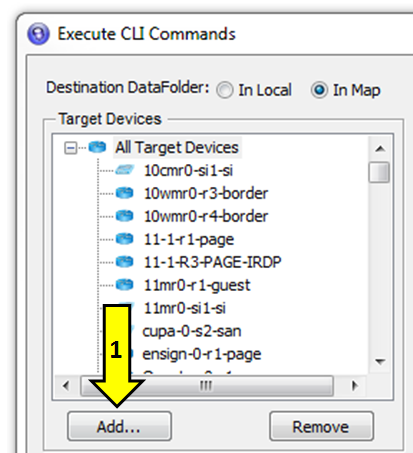 Execute CLI Commands
Destination DataFolder: In Local In Map
Target Devices
All Target Devices
10cmr0-si1-si
10wmr0-r3-border
10wmr0-r4-border
11-1-r1-page
11-1-R3-PAGE-IRDP
11mr0-r1-guest
11mr0-si1-si
cupa-0-s2-san
1 ensign-0-r1-page
Add... Remove